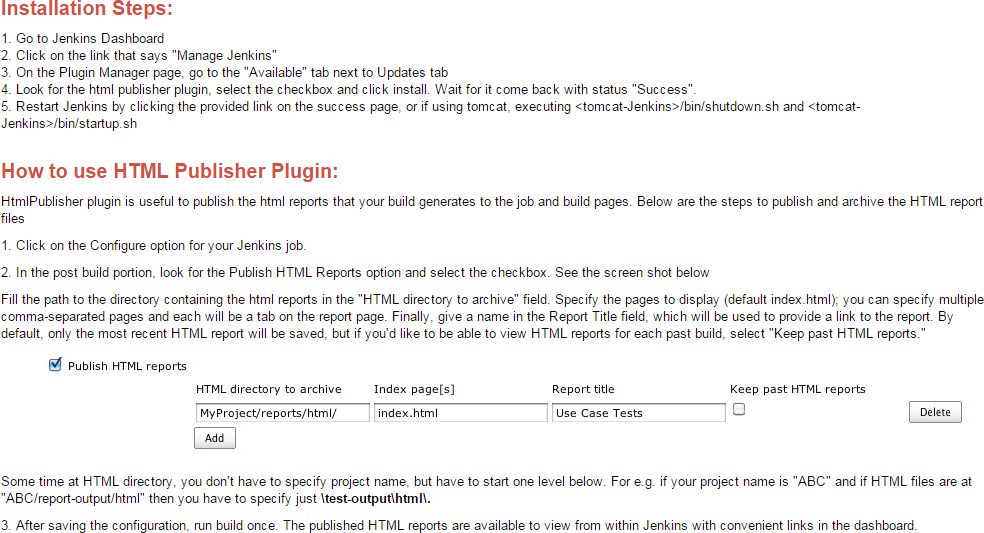 Installation Steps:
1. Go to Jenkins Dashboard
2. Click on the link that says "Manage Jenkins"
3. On the Plugin Manager page, go to the "Available" tab next to Updates tab
4. Look for the html publisher plugin, select the checkbox and click install. Wait for it come back with status "Success".
5. Restart Jenkins by clicking the provided link on the success page, or if using tomcat, executing <tomcat-Jenkins>/bin/shutdown.sh and <tomcat-
Jenkins>/bin/startup.sh
How to use HTML Publisher Plugin:
HtmlPublisher plugin is useful to publish the html reports that your build generates to the job and build pages. Below are the steps to publish and archive the HTML report
files
1. Click on the Configure option for your Jenkins job.
2. In the post build portion, look for the Publish HTML Reports option and select the checkbox. See the screen shot below
Fill the path to the directory containing the html reports in the "HTML directory to archive" field. Specify the pages to display (default index.html); you can specify multiple
comma-separated pages and each will be a tab on the report page. Finally, give a name in the Report Title field, which will be used to provide a link to the report. By
default, only the most recent HTML report will be saved, but if you'd like to be able to view HTML reports for each past build, select "Keep past HTML reports."
Publish HTML reports
HTML directory to archive Index page[s] Report title Keep past HTML reports
MyProject/reports/html/ index.html Use Case Tests Delete
Add
Some time at HTML directory, you don't have to specify project name, but have to start one level below. For e.g. if your project name is "ABC" and if HTML files are at
"ABC/report-output/html" then you have to specify just \test-output\html\.
3. After saving the configuration, run build once. The published HTML reports are available to view from within Jenkins with convenient links in the dashboard.